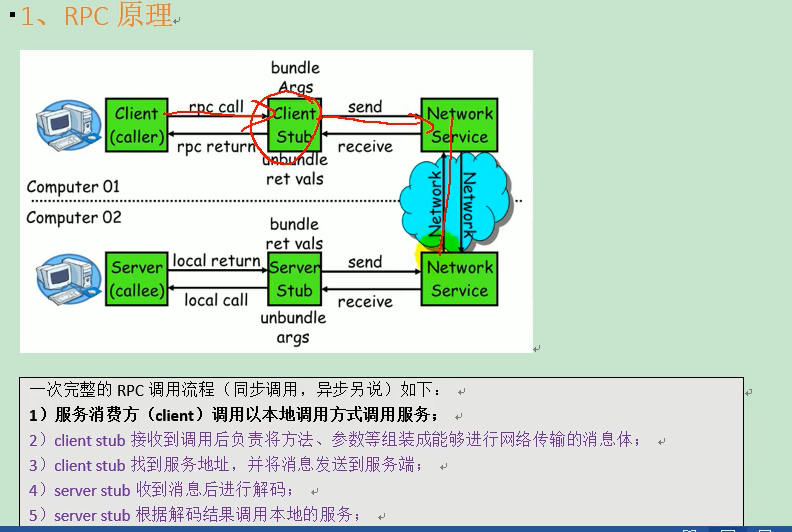 1、RPC 原理
bundle
Args
Client
(caller)
rpc call
rpc return
Client
Stub
send
receive
Network
Service
unbundle
ret vals
Computer 01
Computer 02
Network
Network
bundle
ret vals
Server
(callee)
local return
local call
Server
Stub
send
receive
Network
Service
unbundle
args
一次完整的 RPC 调用流程（同步调用，异步另说）如下：
1）服务消费方（client）调用以本地调用方式调用服务；
2）client stub 接收到调用后负责将方法、参数等组装成能够进行网络传输的消息体；
3）client stub 找到服务地址，并将消息发送到服务端；
4）server stub 收到消息后进行解码；
5）server stub 根据解码结果调用本地的服务；